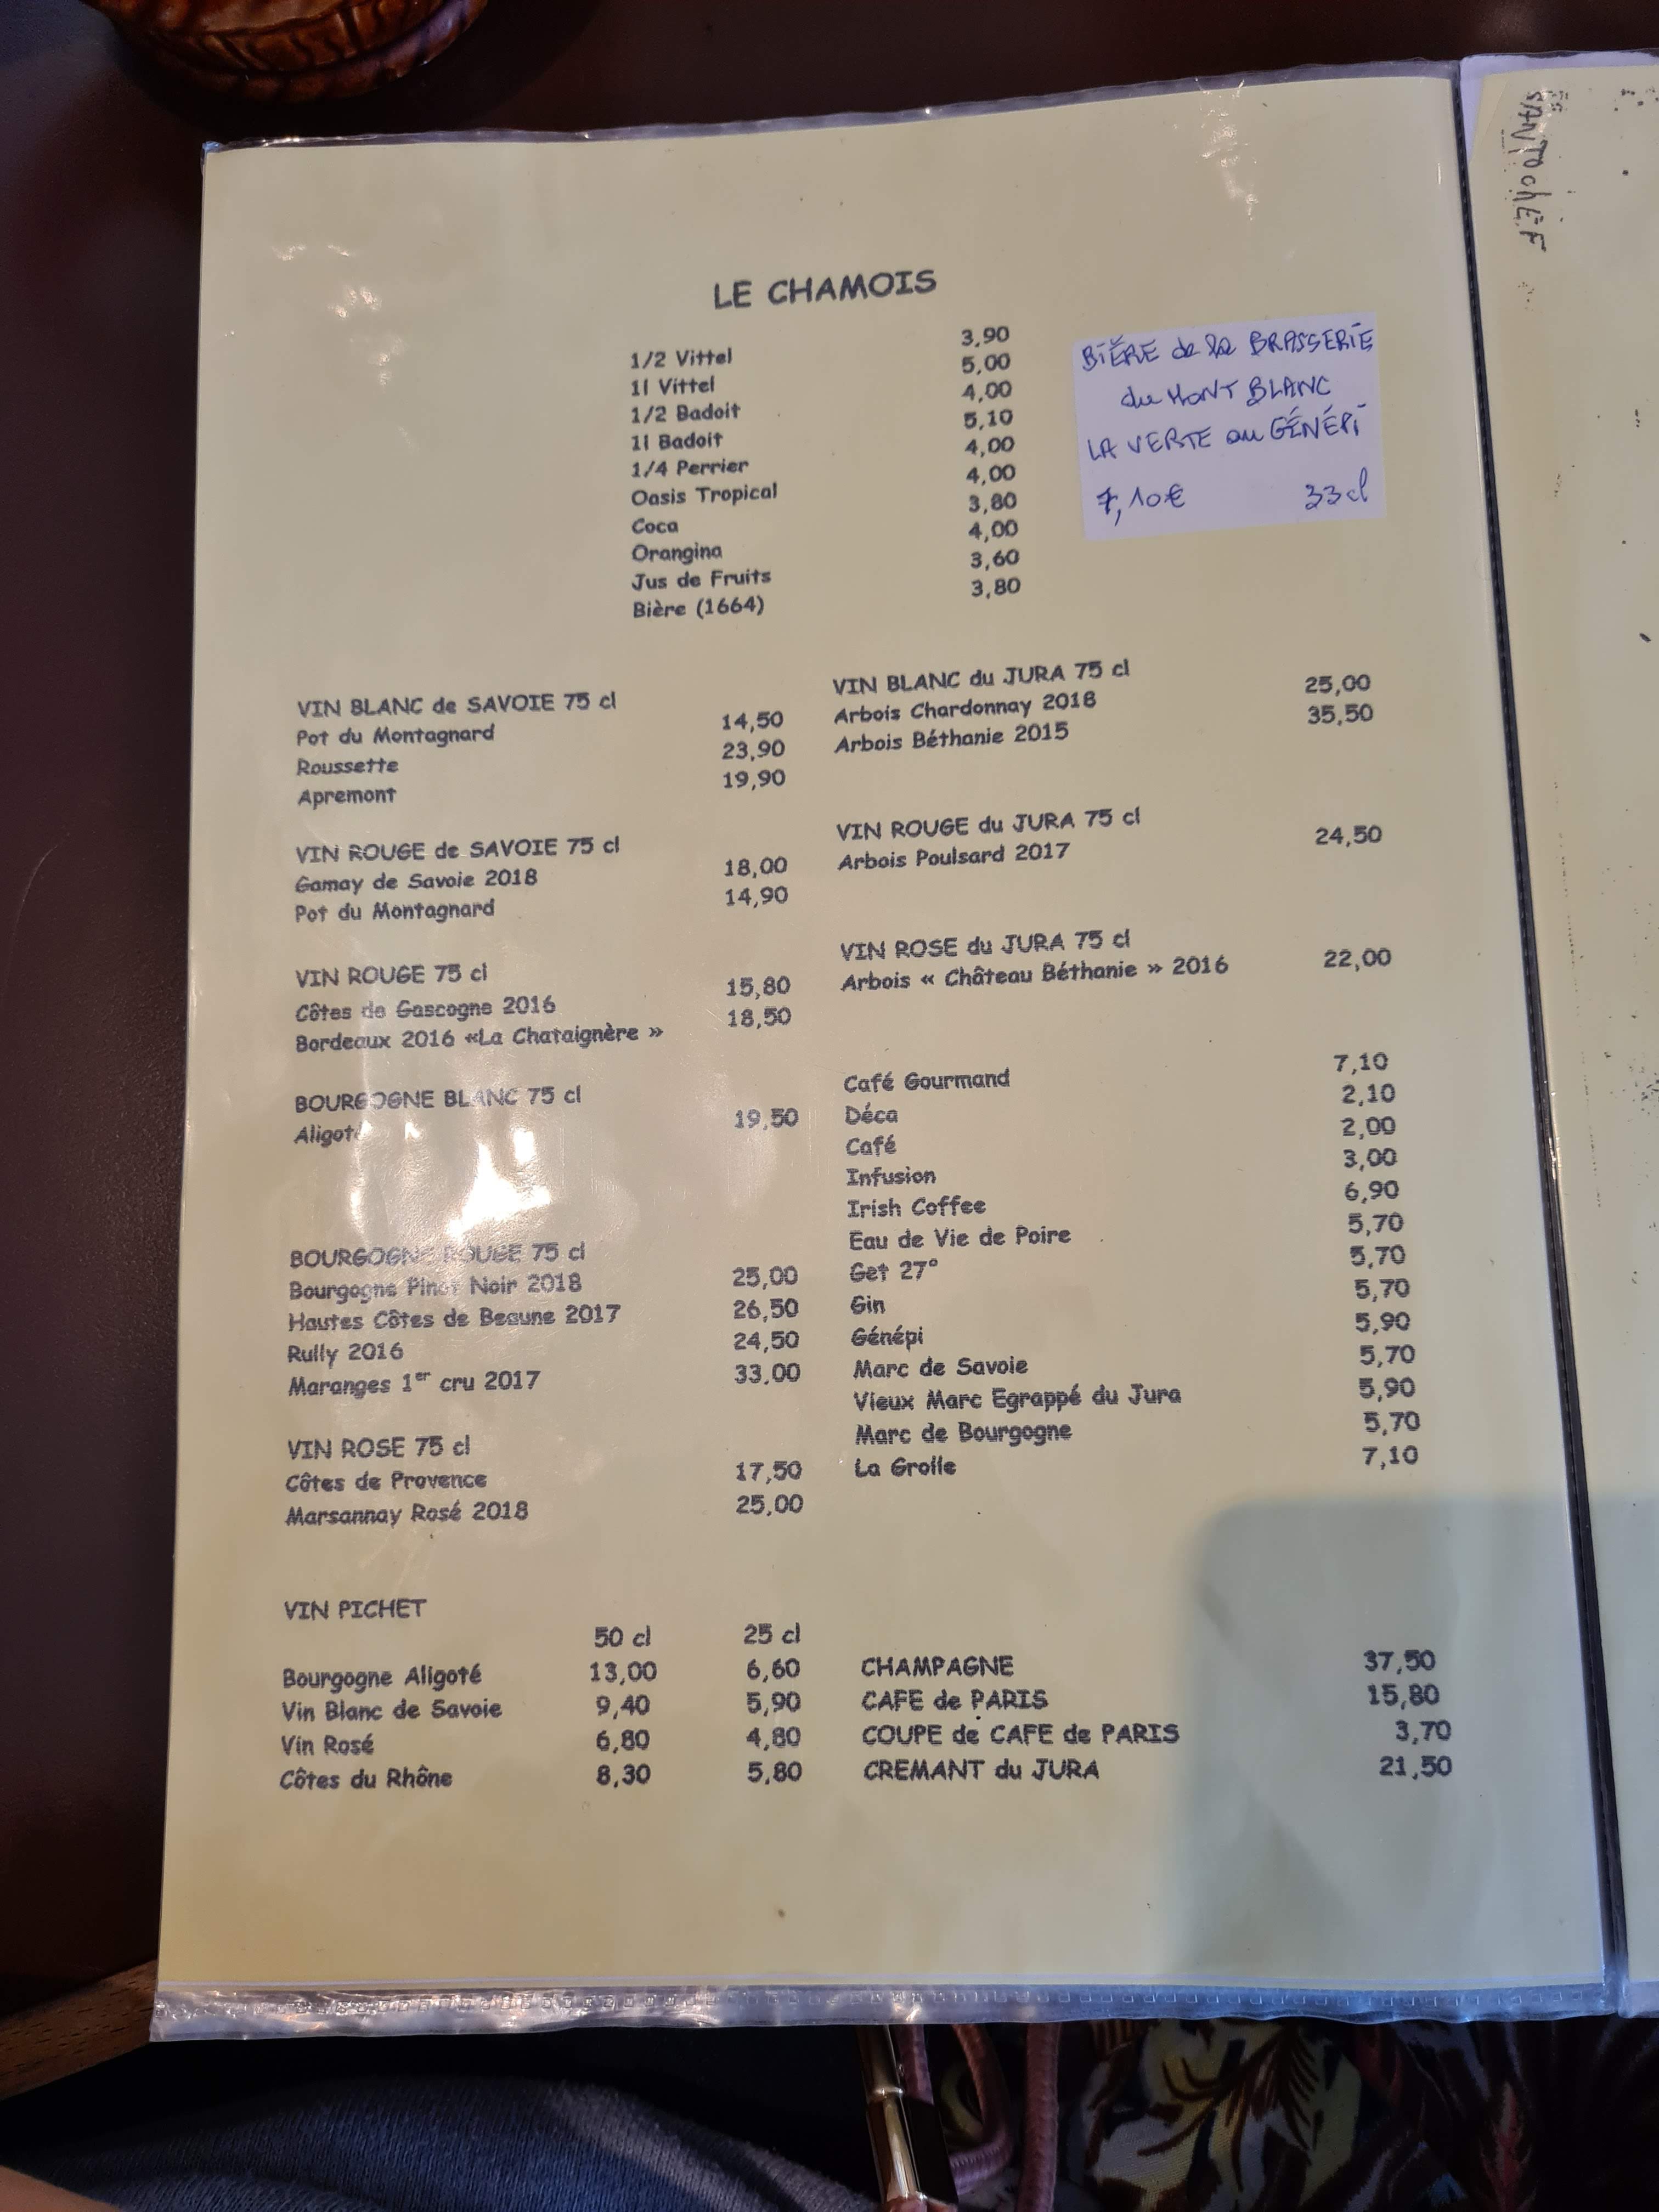 LE CHAMOIS
1/2 Vittel 3,90
1l Vittel 5,00
1/2 Badoit 4,00
1l Badoit 5,10
1/4 Perrier 4,00
Oasis Tropical 4,00
Coca 3,80
Orangina 4,00
Jus de Fruits 3,60
Bière (1664) 3,80
BIÈRE de la BRASSERIE
du MONT BLANC
LA VERTE au GÉNÉPI
7,10€ 33cl
VIN BLANC de SAVOIE 75 cl
Pot du Montagnard 14,50
Roussette 23,90
Apremont 19,90
VIN ROUGE de SAVOIE 75 cl
Gamay de Savoie 2018 18,00
Pot du Montagnard 14,90
VIN ROUGE 75 cl
Côtes de Gascogne 2016 15,80
Bordeaux 2016 «La Chataignère » 18,50
BOURGOGNE BLANC 75 cl
Aligoté 19,50
BOURGOGNE ROUGE 75 cl
Bourgogne Pinot Noir 2018 25,00
Hautes Côtes de Beaune 2017 26,50
Rully 2016 24,50
Maranges 1er cru 2017 33,00
VIN ROSE 75 cl
Côtes de Provence 17,50
Marsannay Rosé 2018 25,00
VIN BLANC du JURA 75 cl
Arbois Chardonnay 2018 25,00
Arbois Béthanie 2015 35,50
VIN ROUGE du JURA 75 cl
Arbois Poulsard 2017 24,50
VIN ROSE du JURA 75 cl
Arbois « Château Béthanie » 2016 22,00
Café Gourmand 7,10
Déca 2,10
Café 2,00
Infusion 3,00
Irish Coffee 6,90
Eau de Vie de Poire 5,70
Get 27° 5,70
Gin 5,70
Génépi 5,90
Marc de Savoie 5,70
Vieux Marc Egrappé du Jura 5,90
Marc de Bourgogne 5,70
La Grolle 7,10
VIN PICHET
50 cl 25 cl
Bourgogne Aligoté 13,00 6,60
Vin Blanc de Savoie 9,40 5,90
Vin Rosé 6,80 4,80
Côtes du Rhône 8,30 5,80
CHAMPAGNE 37,50
CAFE de PARIS 15,80
COUPE de CAFE de PARIS 3,70
CREMANT du JURA 21,50
SANTOCHEF